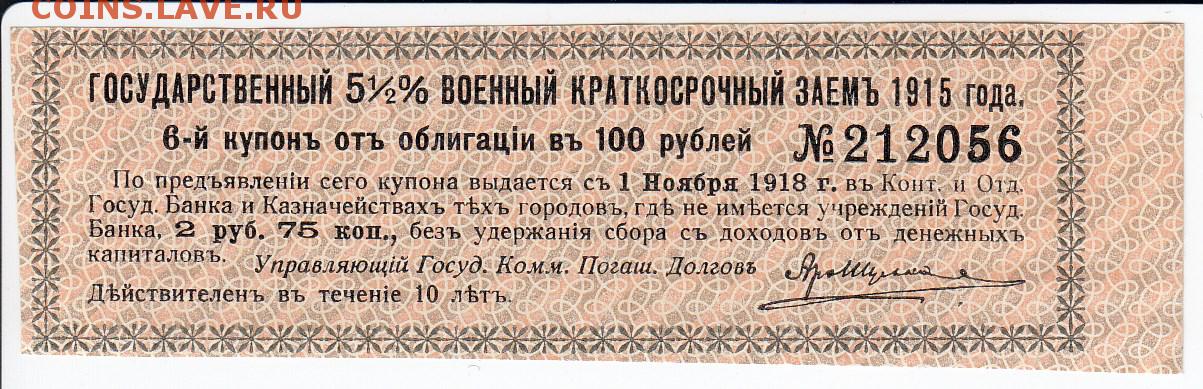 COINS.LAVE.RU
ГОСУДАРСТВЕННЫЙ 5½% ВОЕННЫЙ КРАТКОСРОЧНЫЙ ЗАЕМЪ 1915 года.
6-й купонъ отъ облигаціи въ 100 рублей №212056
По предъявленіи сего купона выдается съ 1 Ноября 1918 г. въ Конт. и Отд.
Госуд. Банка и Казначействахъ тѣхъ городовъ, гдѣ не имѣется учрежденій Госуд.
Банка, 2 руб. 75 коп., безъ удержанія сбора съ доходовъ отъ денежныхъ
капиталовъ.
Управляющій Госуд. Комм. Погаш. Долговъ
Дѣйствителенъ въ теченіе 10 лѣтъ.